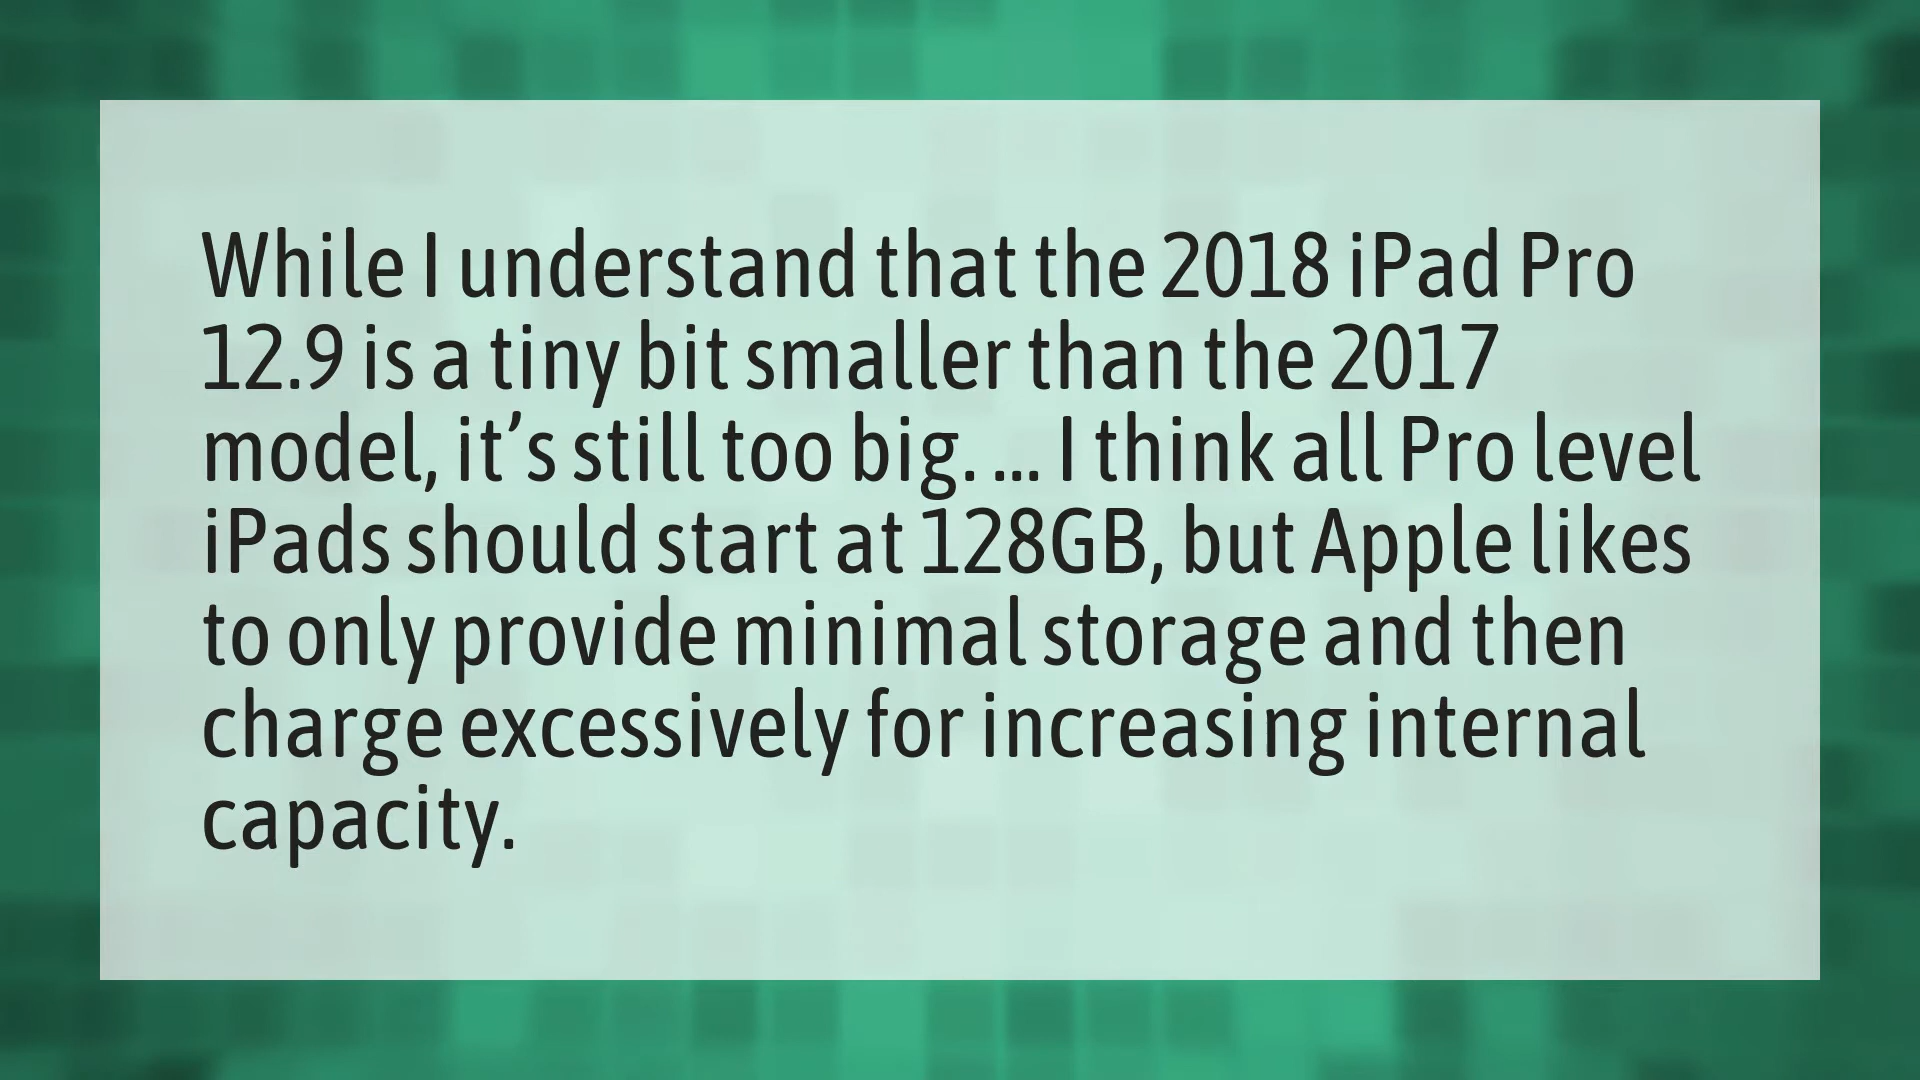 While I understand that the 2018 iPad Pro
12.9 is a tiny bit smaller than the 2017
model, it’s still too big. ... I think all Pro level
iPads should start at 128GB, but Apple likes
to only provide minimal storage and then
charge excessively for increasing internal
capacity.